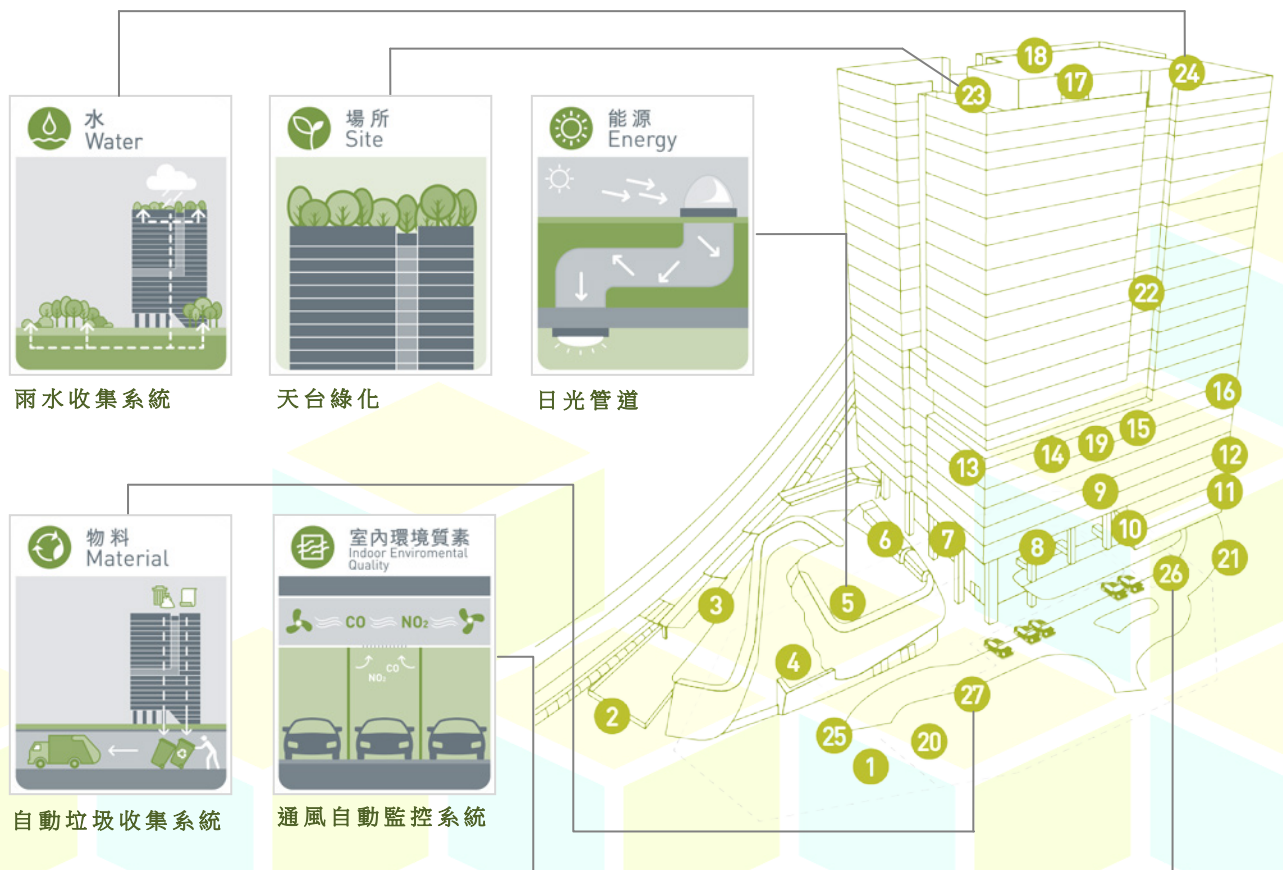 水
Water
場所
Site
能源
Energy
雨水收集系統
天台綠化
日光管道
物料
Material
室內環境質素
Indoor Enviromental
Quality
CO
NO₂
CO
NO₂
自動垃圾收集系統
通風自動監控系統
18
17
24
23
22
16
15
19
14
13
12
9
11
10
7
6
8
21
26
5
3
4
27
2
25
20
1